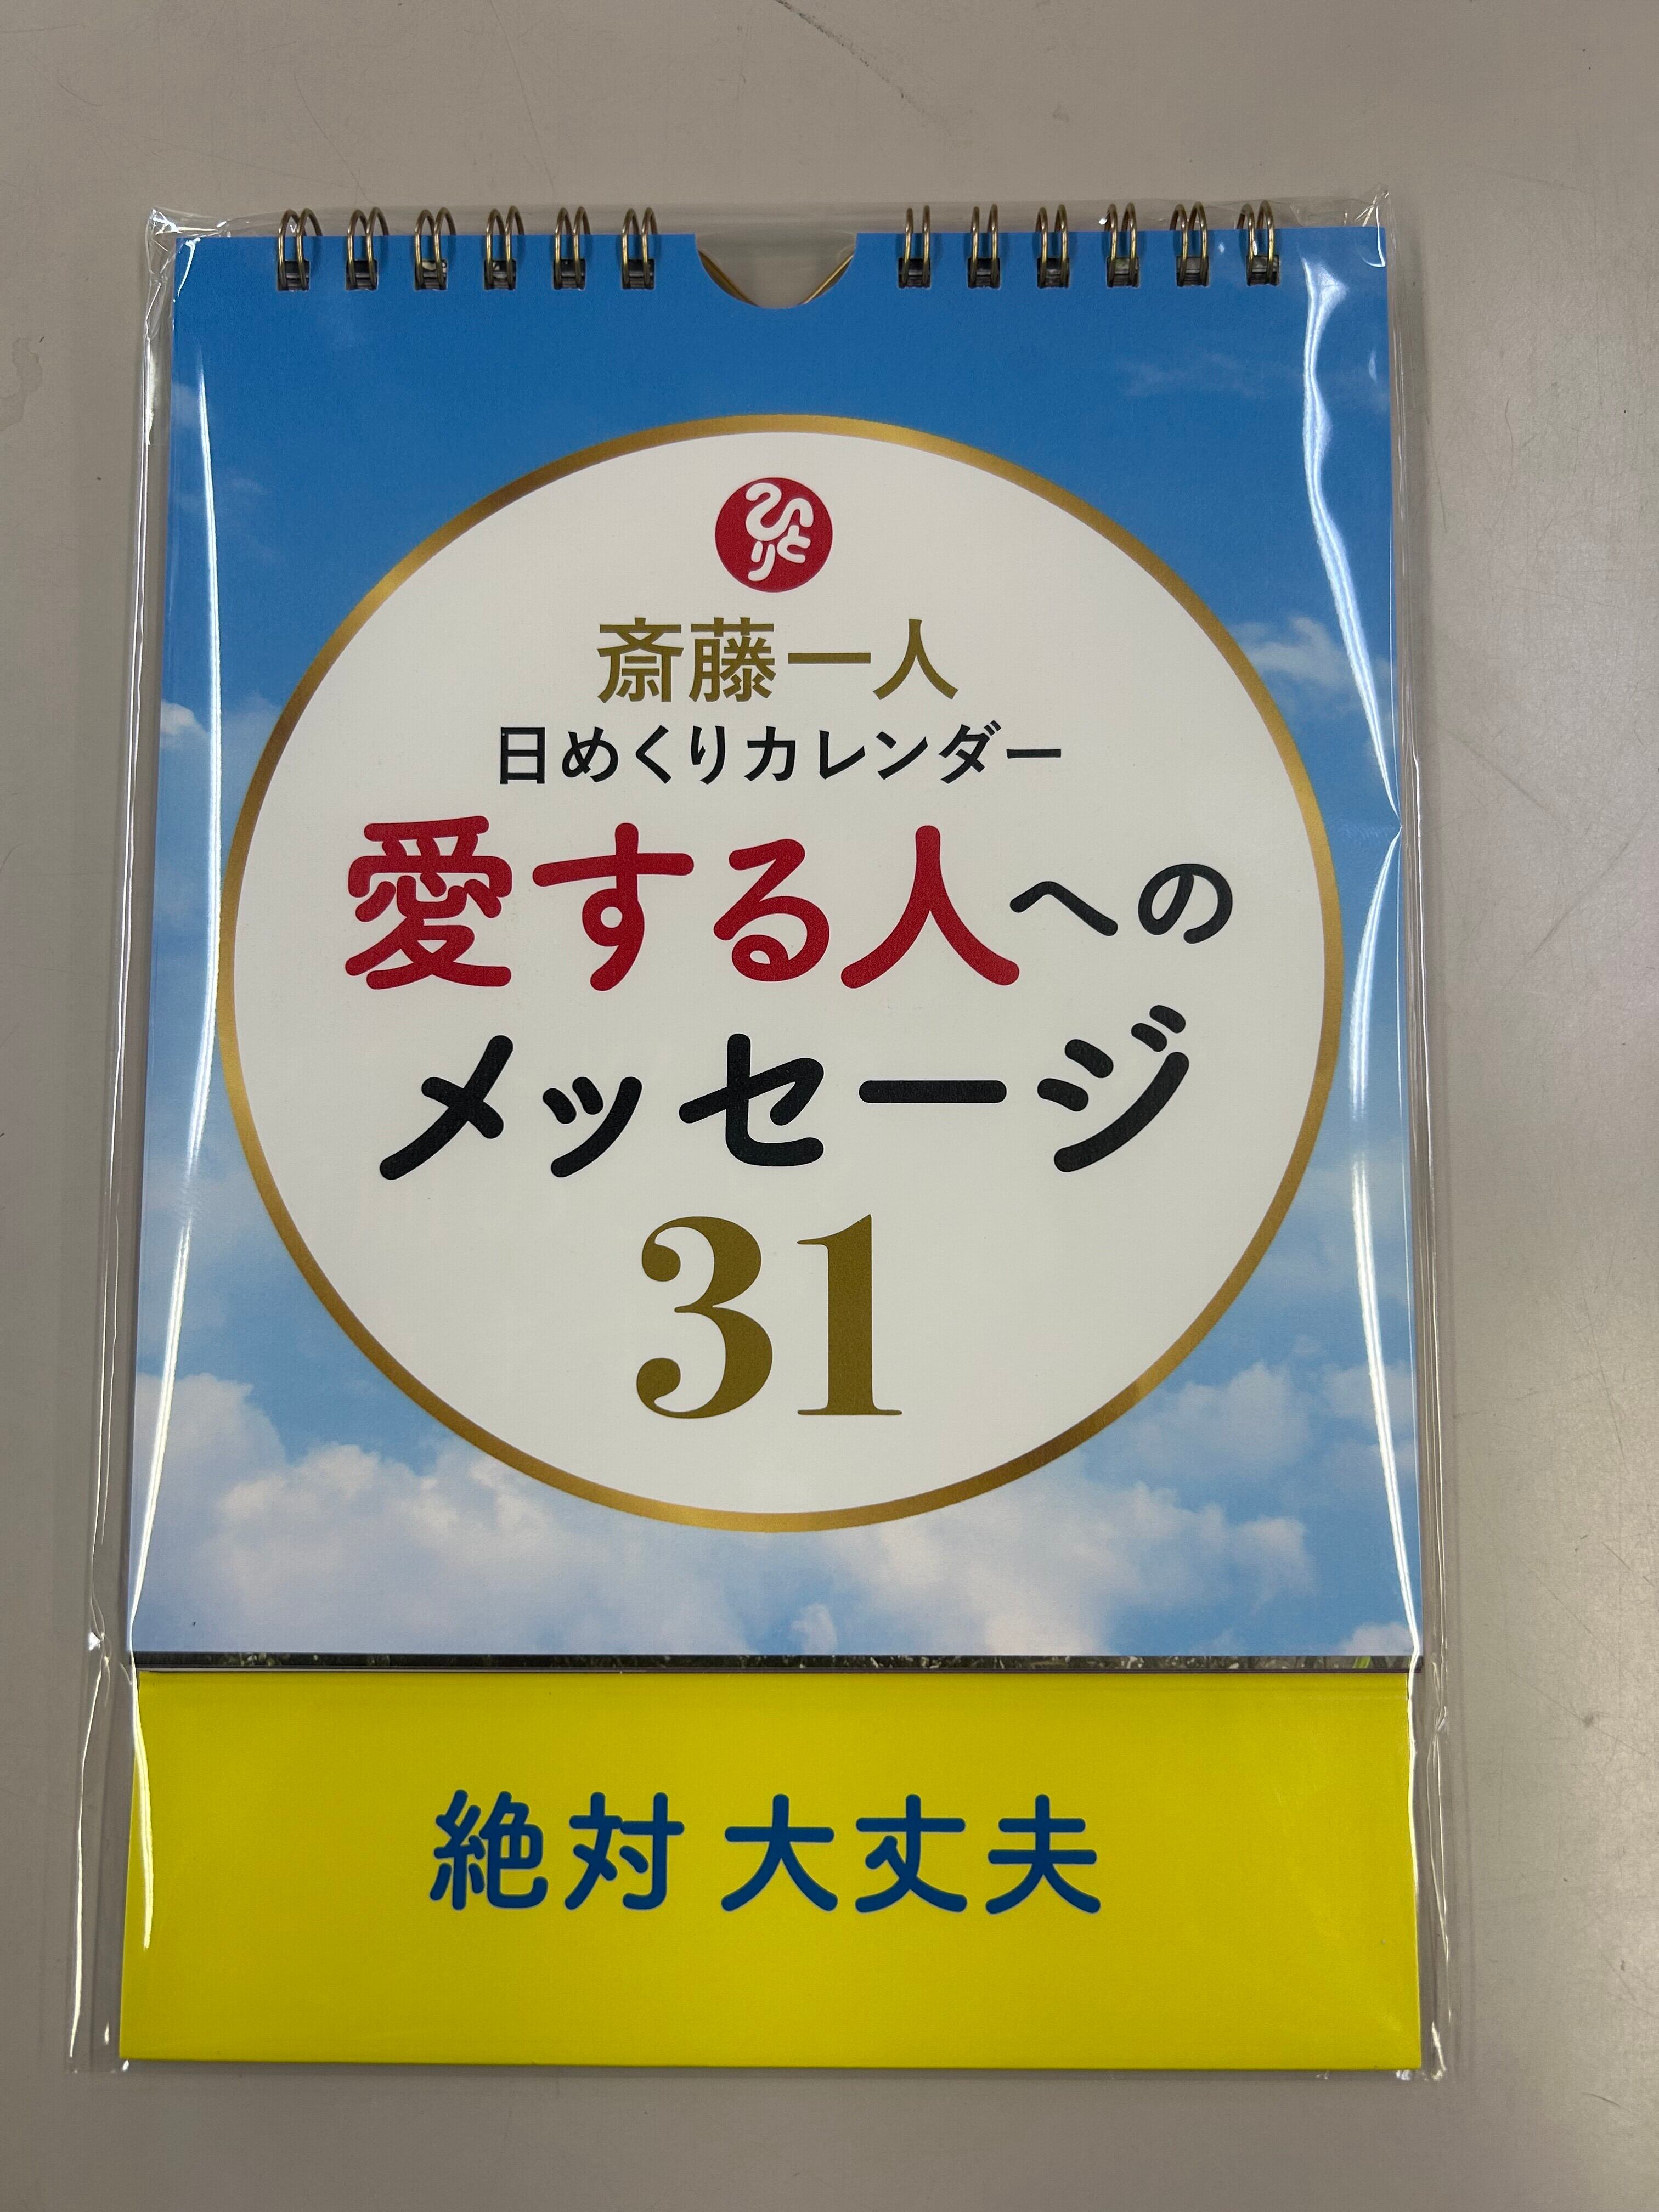 ひとり
斎藤一人
日めくりカレンダー
愛する人への
メッセージ
31
絶対 大丈夫